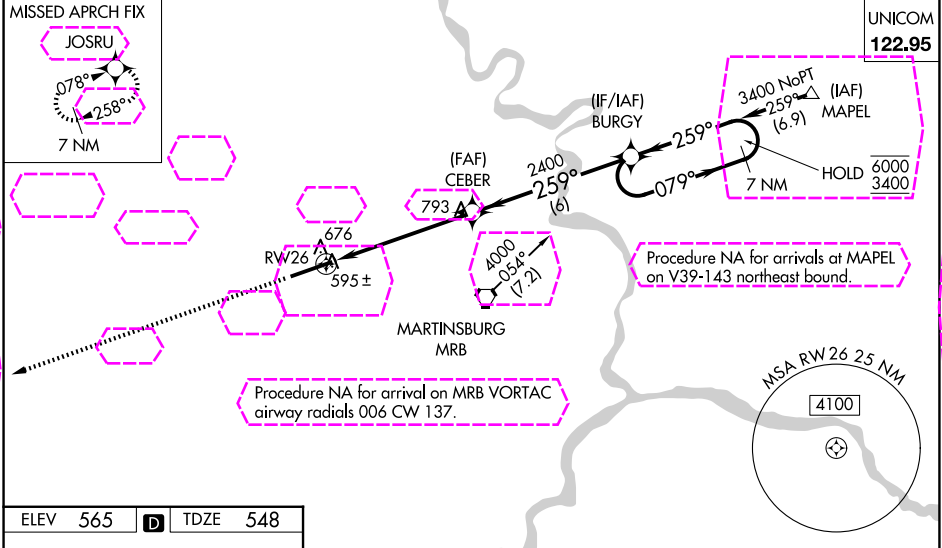 MISSED APRCH FIX
JOSRU
078°
258°
7 NM
UNICOM
122.95
3400 NoPT
259°
(6.9)
(IAF)
MAPEL
(IF/IAF)
BURGY
259°
HOLD
6000
3400
079°
7 NM
2400
259°
(6)
(FAF)
CEBER
793
676
RW26
595 ±
4000
054°
(7.2)
MARTINSBURG
MRB
Procedure NA for arrivals at MAPEL
on V39-143 northeast bound.
Procedure NA for arrival on MRB VORTAC
airway radials 006 CW 137.
MSA RW 26 25 NM
4100
ELEV 565 D TDZE 548